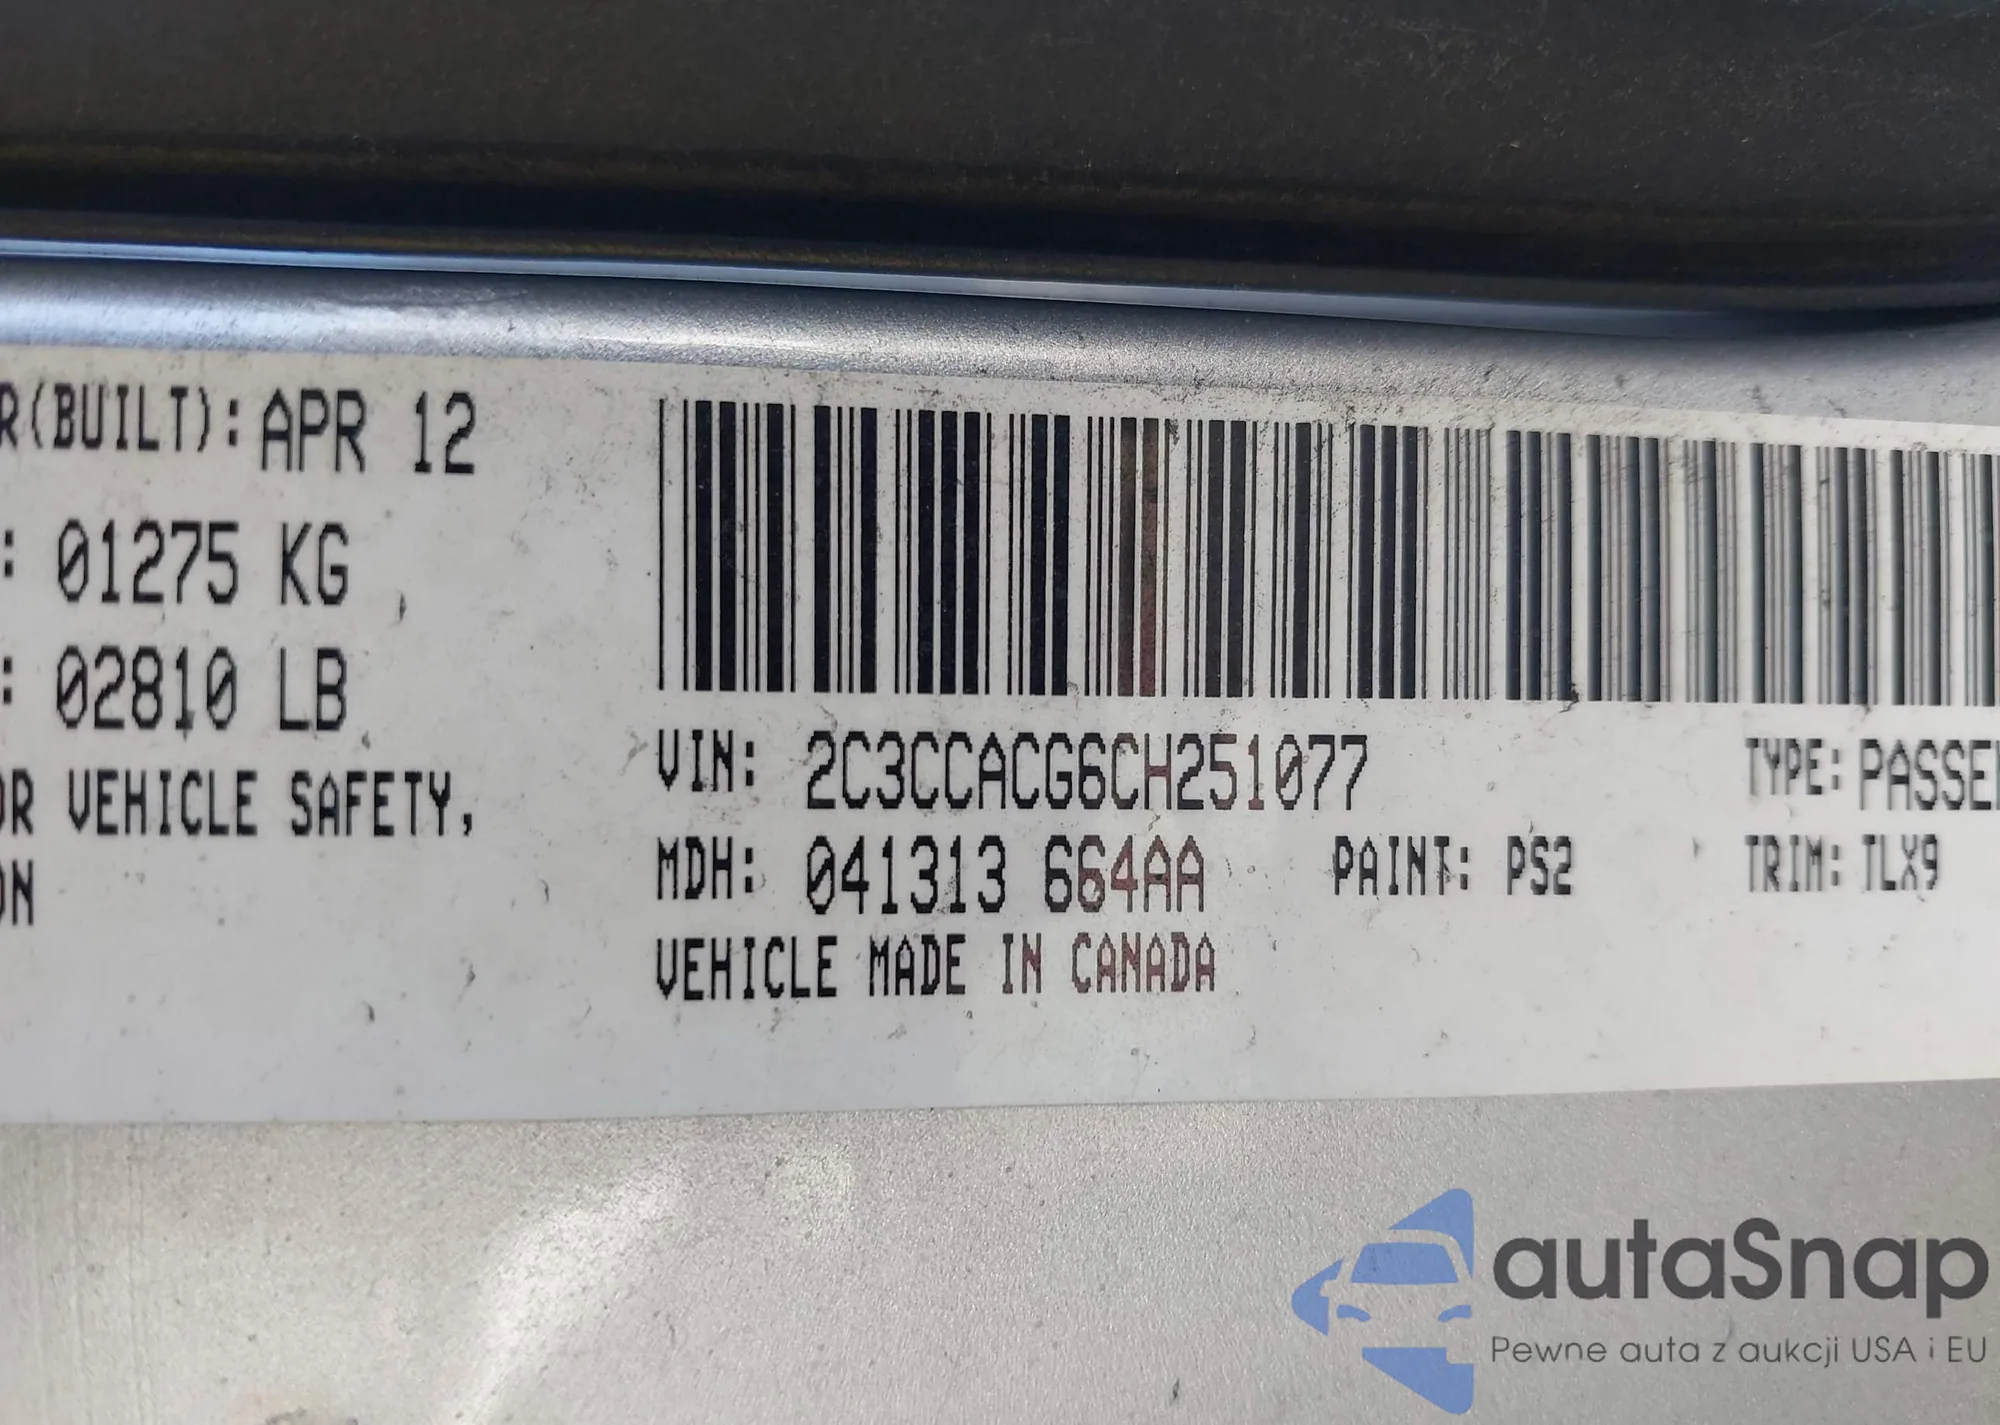 R(BUILT): APR 12
: 01275 KG
: 02810 LB
OR VEHICLE SAFETY,
ON
VIN: 2C3CCACG6CH251077
TYPE: PASSEN
MDH: 041313 664AA
PAINT: PS2
TRIM: TLX9
VEHICLE MADE IN CANADA
autaSnap
Pewne auta z aukcji USA i EU